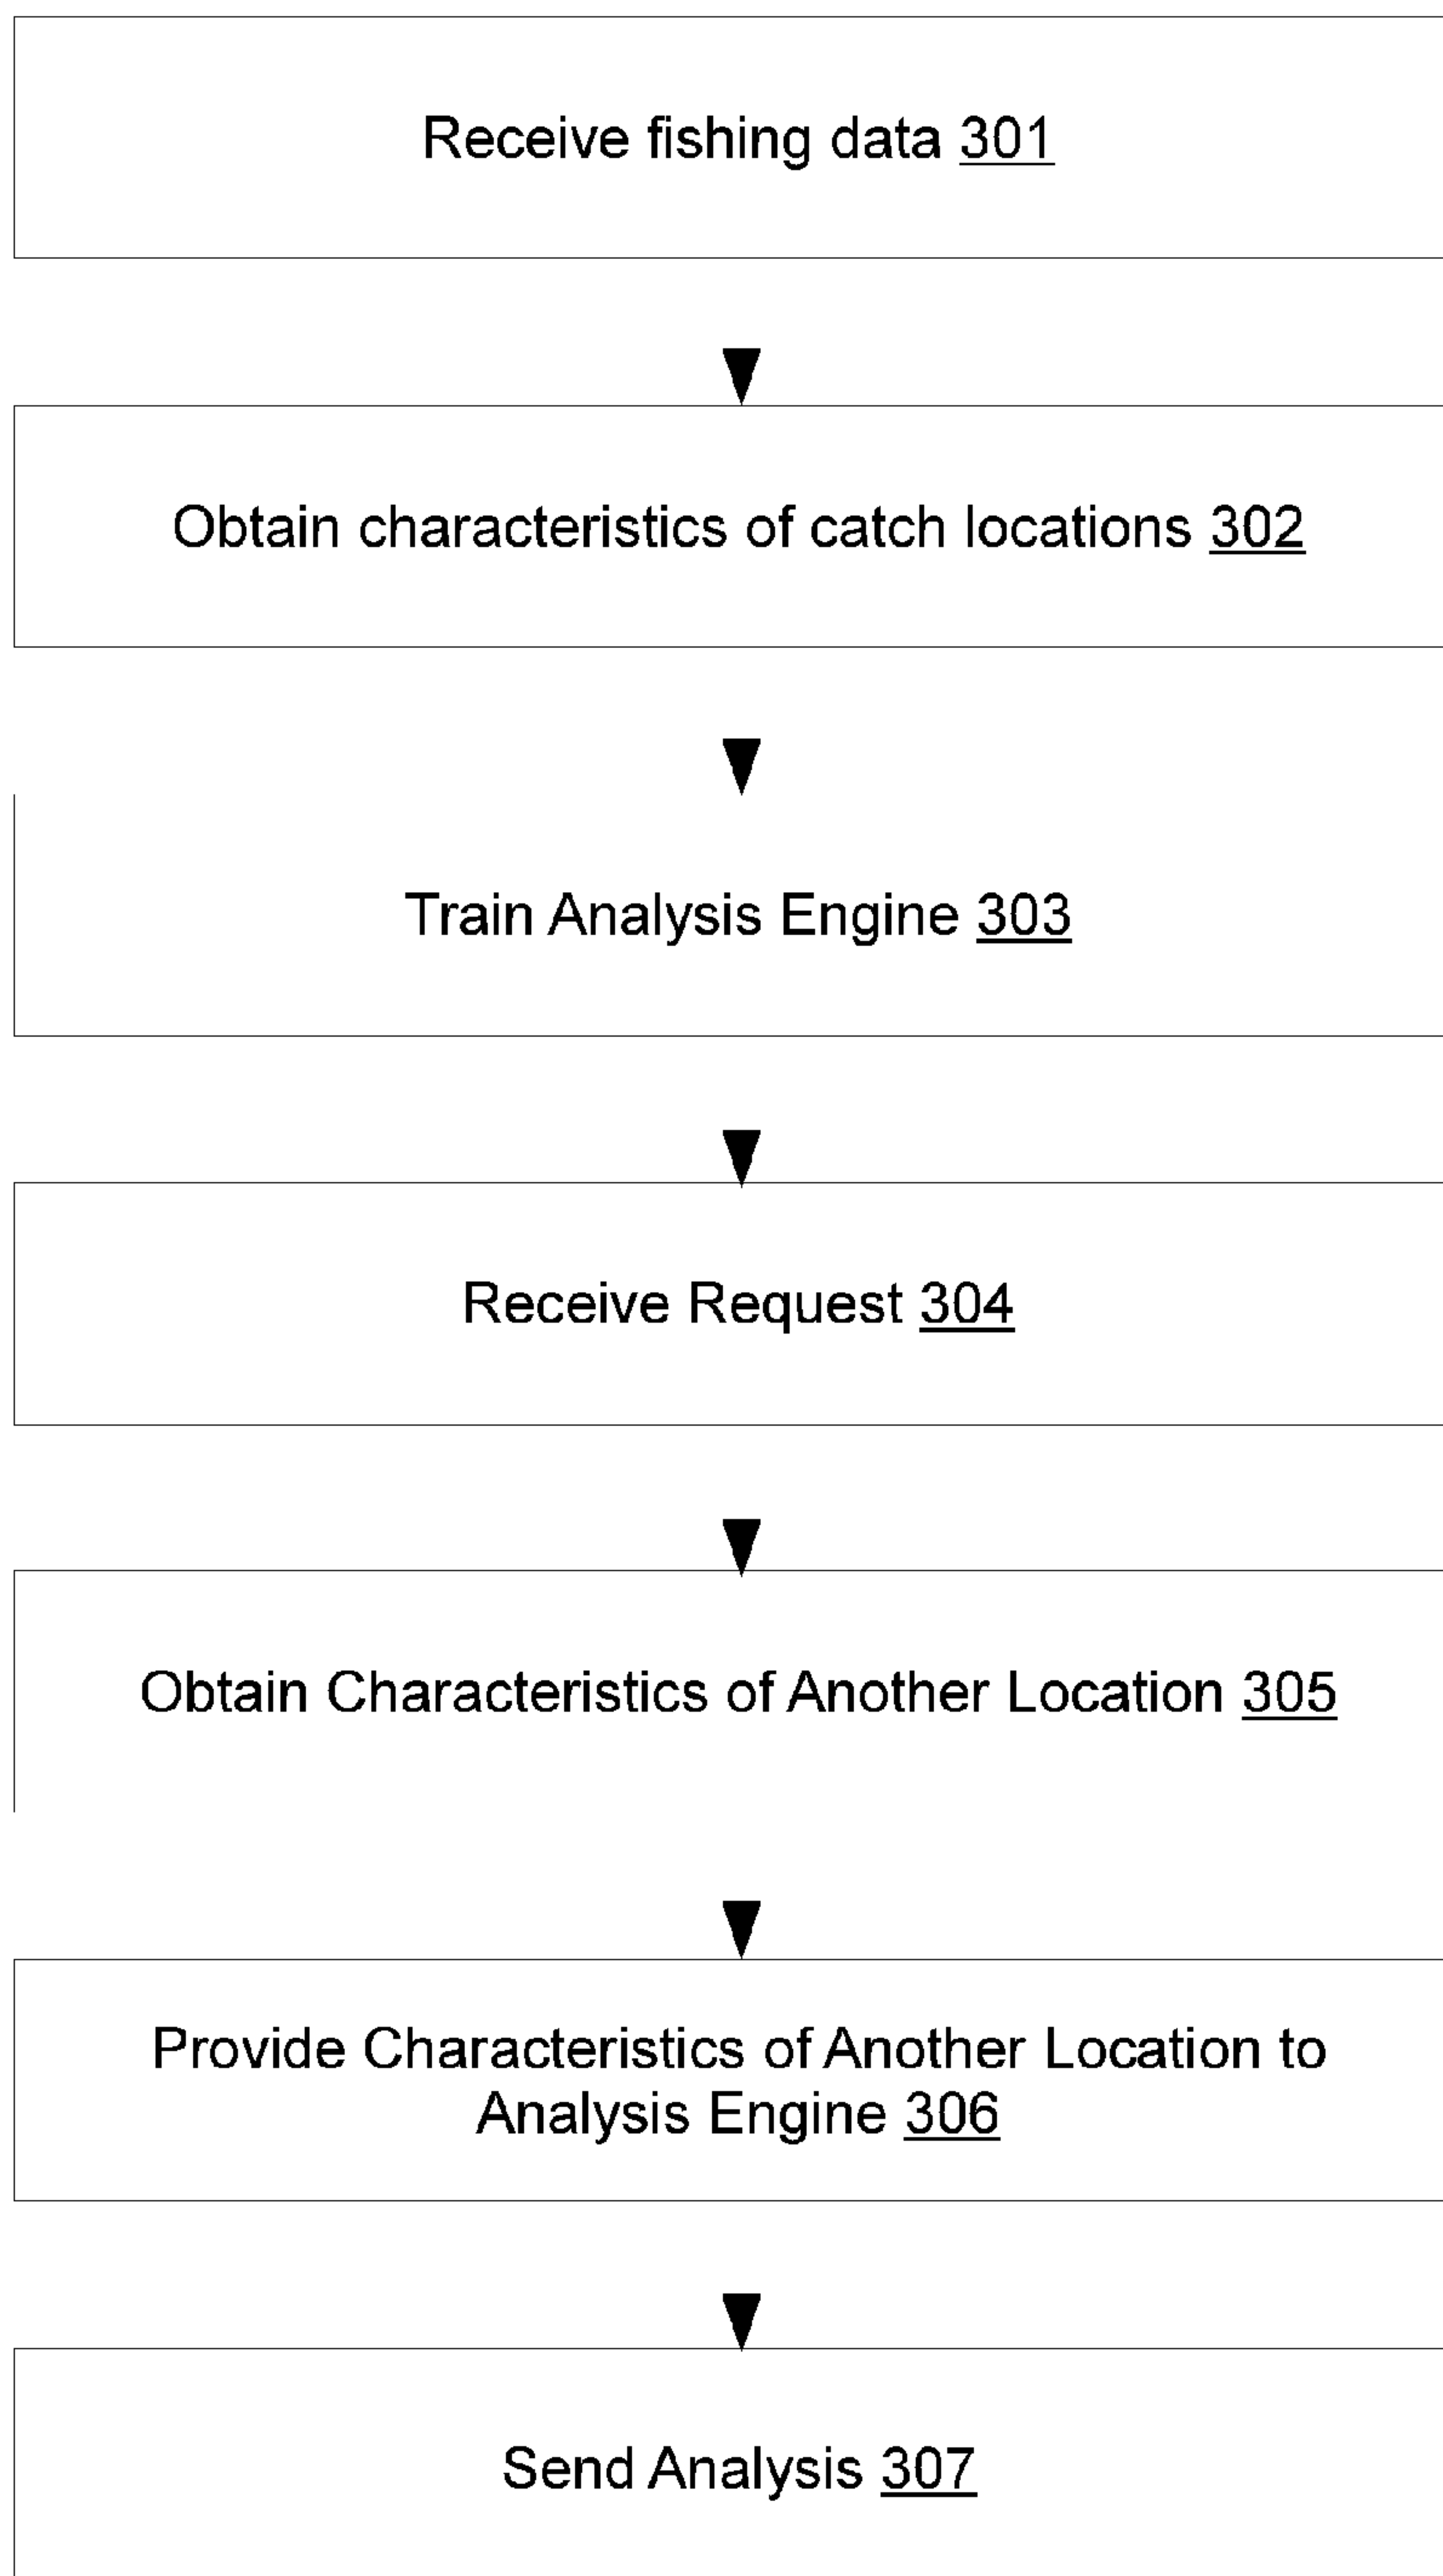 Receive fishing data 301
Obtain characteristics of catch locations 302
Train Analysis Engine 303
Receive Request 304
Obtain Characteristics of Another Location 305
Provide Characteristics of Another Location to
Analysis Engine 306
Send Analysis 307